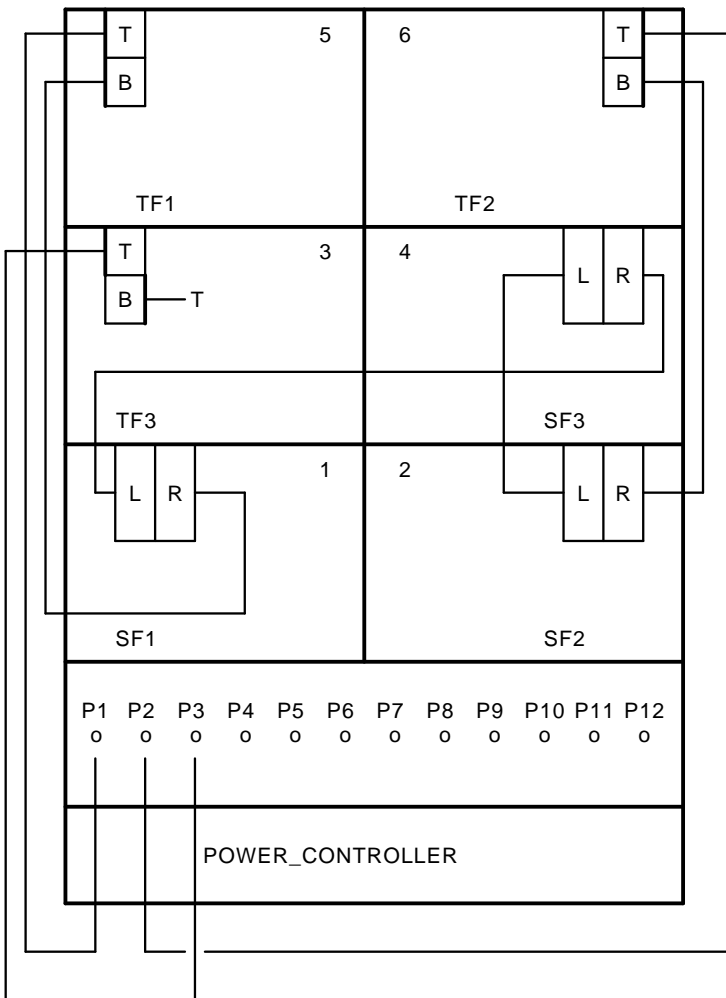 T 5 6 T
B B
TF1 TF2
T 3 4 L R
B T
TF3 SF3
L R 1 2 L R
SF1 SF2
P1 P2 P3 P4 P5 P6 P7 P8 P9 P10 P11 P12
o o o o o o o o o o o o
POWER_CONTROLLER